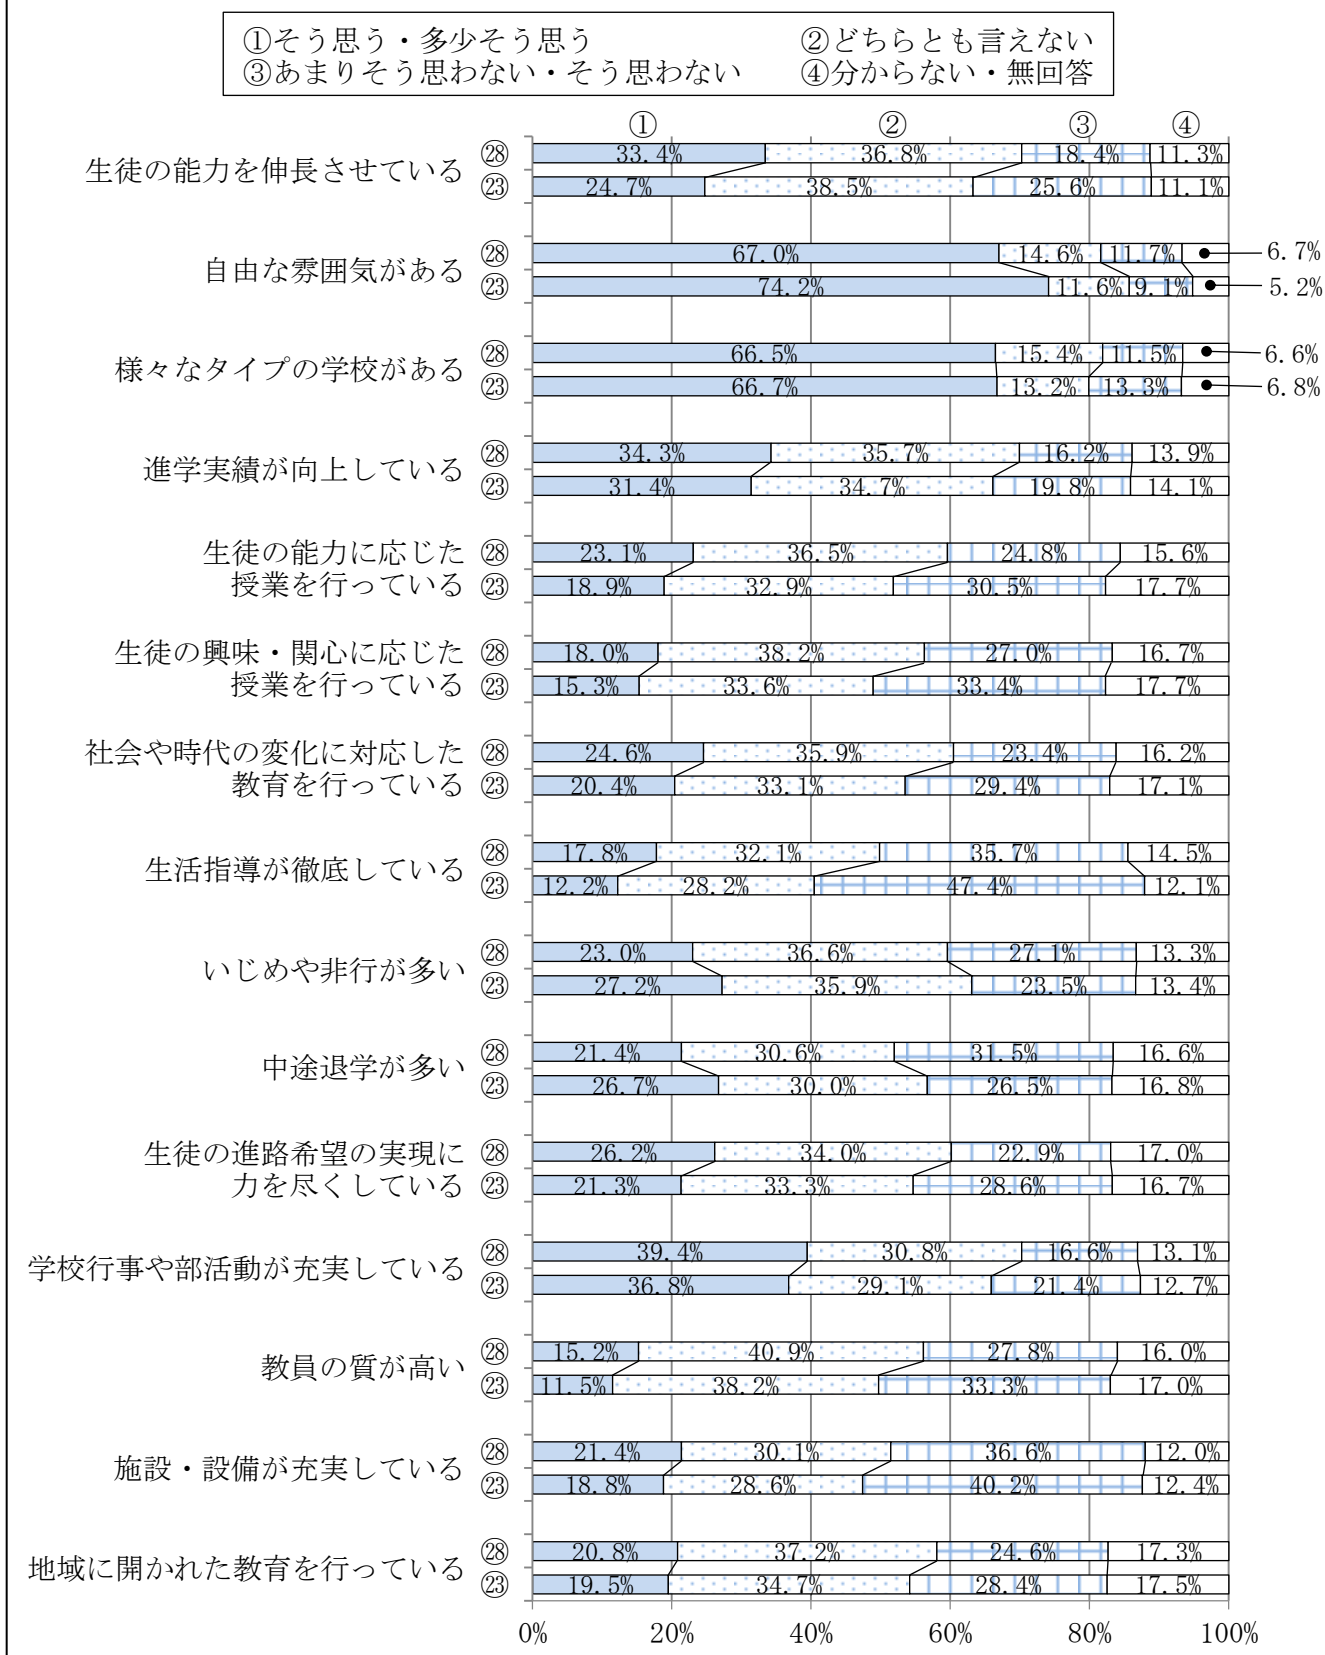 ①そう思う・多少そう思う ②どちらとも言えない
③あまりそう思わない・そう思わない ④分からない・無回答
① ② ③ ④
生徒の能力を伸長させている
㉘ 33.4% 36.8% 18.4% 11.3%
㉓ 24.7% 38.5% 25.6% 11.1%
自由な雰囲気がある
㉘ 67.0% 14.6% 11.7% 6.7%
㉓ 74.2% 11.6% 9.1% 5.2%
様々なタイプの学校がある
㉘ 66.5% 15.4% 11.5% 6.6%
㉓ 66.7% 13.2% 13.3% 6.8%
進学実績が向上している
㉘ 34.3% 35.7% 16.2% 13.9%
㉓ 31.4% 34.7% 19.8% 14.1%
生徒の能力に応じた ㉘ 23.1% 36.5% 24.8% 15.6%
授業を行っている ㉓ 18.9% 32.9% 30.5% 17.7%
生徒の興味・関心に応じた ㉘ 18.0% 38.2% 27.0% 16.7%
授業を行っている ㉓ 15.3% 33.6% 33.4% 17.7%
社会や時代の変化に対応した ㉘ 24.6% 35.9% 23.4% 16.2%
教育を行っている ㉓ 20.4% 33.1% 29.4% 17.1%
生活指導が徹底している
㉘ 17.8% 32.1% 35.7% 14.5%
㉓ 12.2% 28.2% 47.4% 12.1%
いじめや非行が多い
㉘ 23.0% 36.6% 27.1% 13.3%
㉓ 27.2% 35.9% 23.5% 13.4%
中途退学が多い
㉘ 21.4% 30.6% 31.5% 16.6%
㉓ 26.7% 30.0% 26.5% 16.8%
生徒の進路希望の実現に ㉘ 26.2% 34.0% 22.9% 17.0%
力を尽くしている ㉓ 21.3% 33.3% 28.6% 16.7%
学校行事や部活動が充実している
㉘ 39.4% 30.8% 16.6% 13.1%
㉓ 36.8% 29.1% 21.4% 12.7%
教員の質が高い
㉘ 15.2% 40.9% 27.8% 16.0%
㉓ 11.5% 38.2% 33.3% 17.0%
施設・設備が充実している
㉘ 21.4% 30.1% 36.6% 12.0%
㉓ 18.8% 28.6% 40.2% 12.4%
地域に開かれた教育を行っている
㉘ 20.8% 37.2% 24.6% 17.3%
㉓ 19.5% 34.7% 28.4% 17.5%
0% 20% 40% 60% 80% 100%